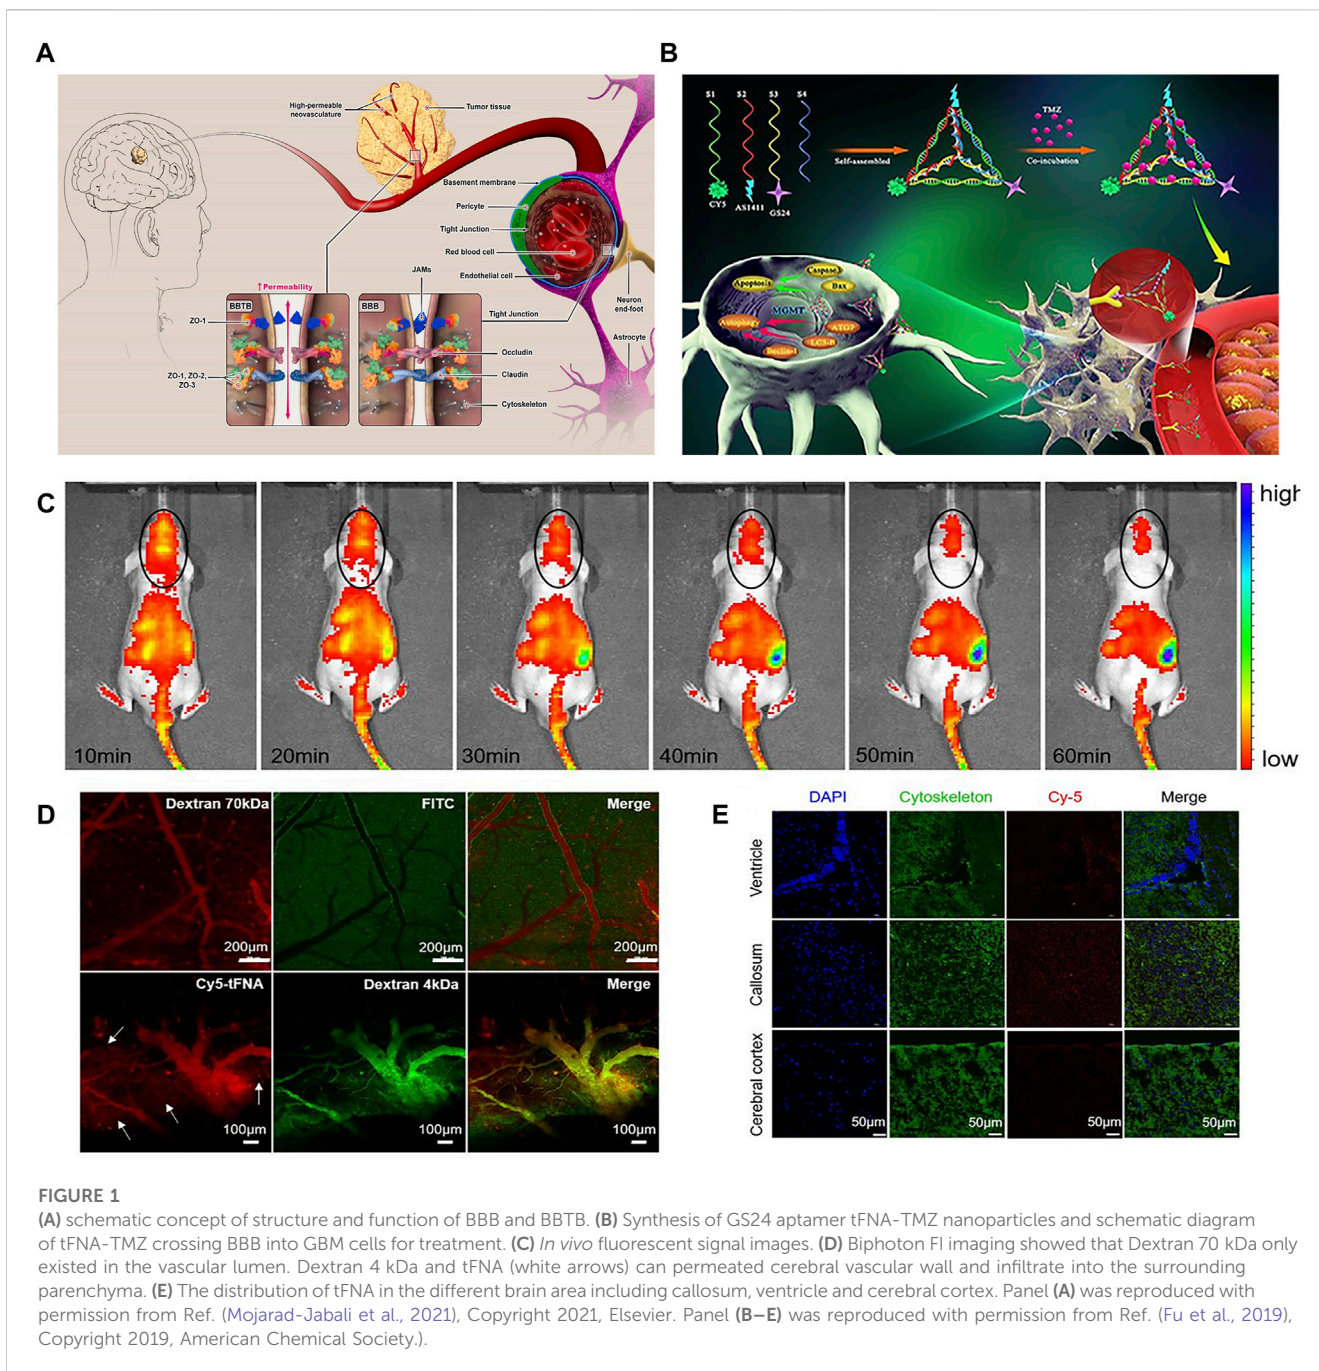 A
High-permeable
neovasculature
Tumor tissue
Basement membrane
Pericyte
Tight Junction
Red blood cell
Endothelial cell
JAMs
Neuron
end-foot
Tight Junction
Astrocyte
Permeability
BBTB
BBB
ZO-1
Occludin
ZO-1, ZO-2,
ZO-3
Claudin
Cytoskeleton
B
S1
S2
S3
S4
CY5
AS1411
GS24
Self-assembled
TMZ
Co-incubation
Caspase3
Apoptosis
Bax
MGMT
Autophagy
ATG7
LC3-II
Beclin-1
C
10min
20min
30min
40min
50min
60min
high
low
D
Dextran 70kDa
FITC
Merge
200μm
200μm
200μm
Cy5-tFNA
Dextran 4kDa
Merge
100μm
100μm
100μm
E
DAPI
Cytoskeleton
Cy-5
Merge
Ventricle
Callosum
Cerebral cortex
50μm
50μm
50μm
50μm
FIGURE 1
(A) schematic concept of structure and function of BBB and BBTB. (B) Synthesis of GS24 aptamer tFNA-TMZ nanoparticles and schematic diagram
of tFNA-TMZ crossing BBB into GBM cells for treatment. (C) In vivo fluorescent signal images. (D) Biphoton FI imaging showed that Dextran 70 kDa only
existed in the vascular lumen. Dextran 4 kDa and tFNA (white arrows) can permeated cerebral vascular wall and infiltrate into the surrounding
parenchyma. (E) The distribution of tFNA in the different brain area including callosum, ventricle and cerebral cortex. Panel (A) was reproduced with
permission from Ref. (Mojarad-Jabali et al., 2021), Copyright 2021, Elsevier. Panel (B–E) was reproduced with permission from Ref. (Fu et al., 2019),
Copyright 2019, American Chemical Society.).